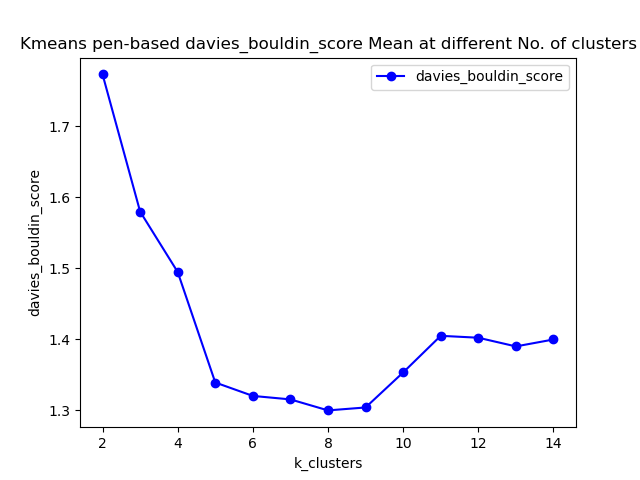 Kmeans pen-based davies_bouldin_score Mean at different No. of clusters
davies_bouldin_score
1.7
1.6
1.5
1.4
1.3
davies_bouldin_score
2 4 6 8 10 12 14
k_clusters